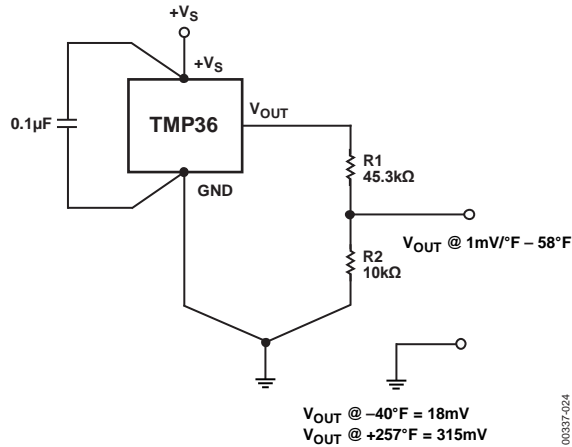 +VS
+VS
0.1µF
TMP36
VOUT
GND
R1
45.3kΩ
VOUT @ 1mV/°F – 58°F
R2
10kΩ
VOUT @ –40°F = 18mV
VOUT @ +257°F = 315mV
00337-024